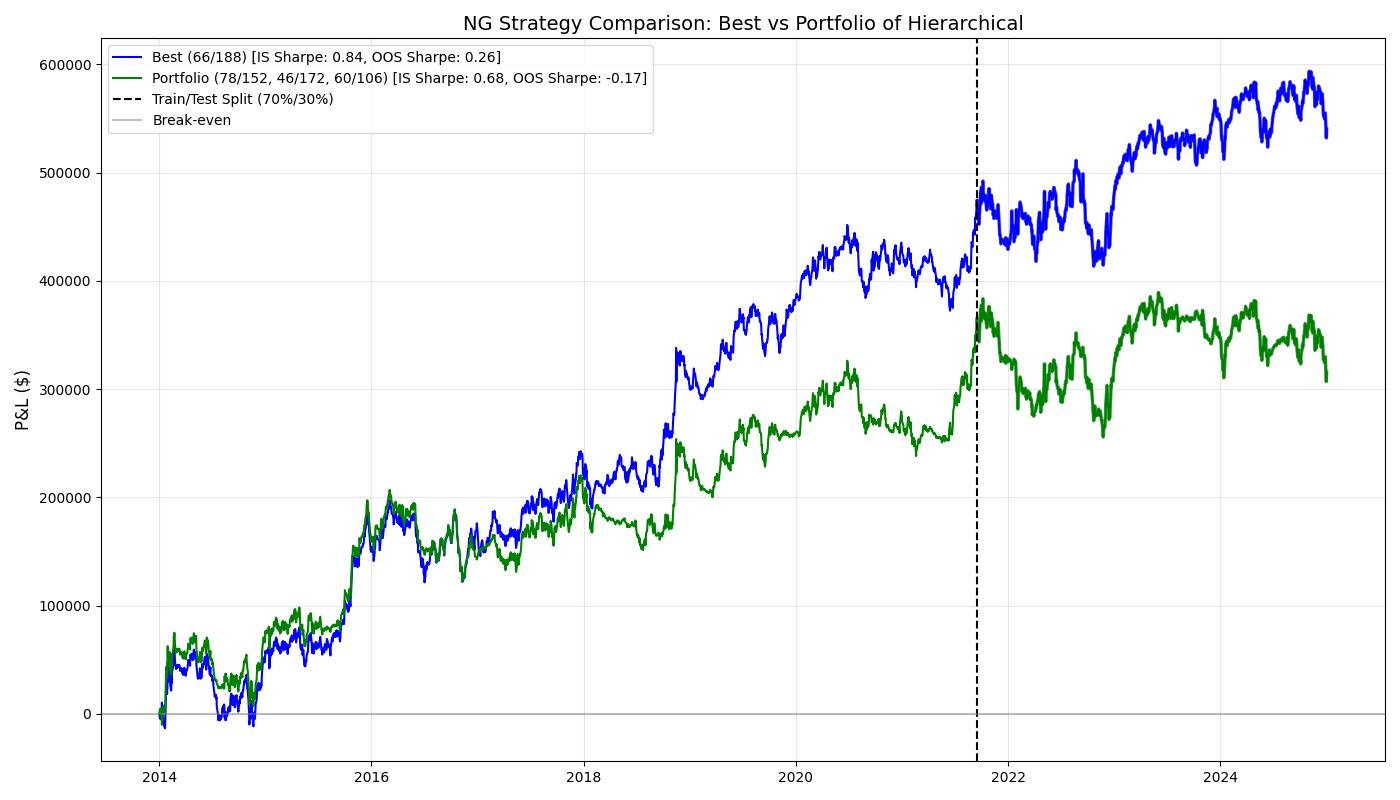 NG Strategy Comparison: Best vs Portfolio of Hierarchical
Best (66/188) [IS Sharpe: 0.84, OOS Sharpe: 0.26]
Portfolio (78/152, 46/172, 60/106) [IS Sharpe: 0.68, OOS Sharpe: -0.17]
Train/Test Split (70%/30%)
Break-even
P&L ($)
600000
500000
400000
300000
200000
100000
0
2014
2016
2018
2020
2022
2024